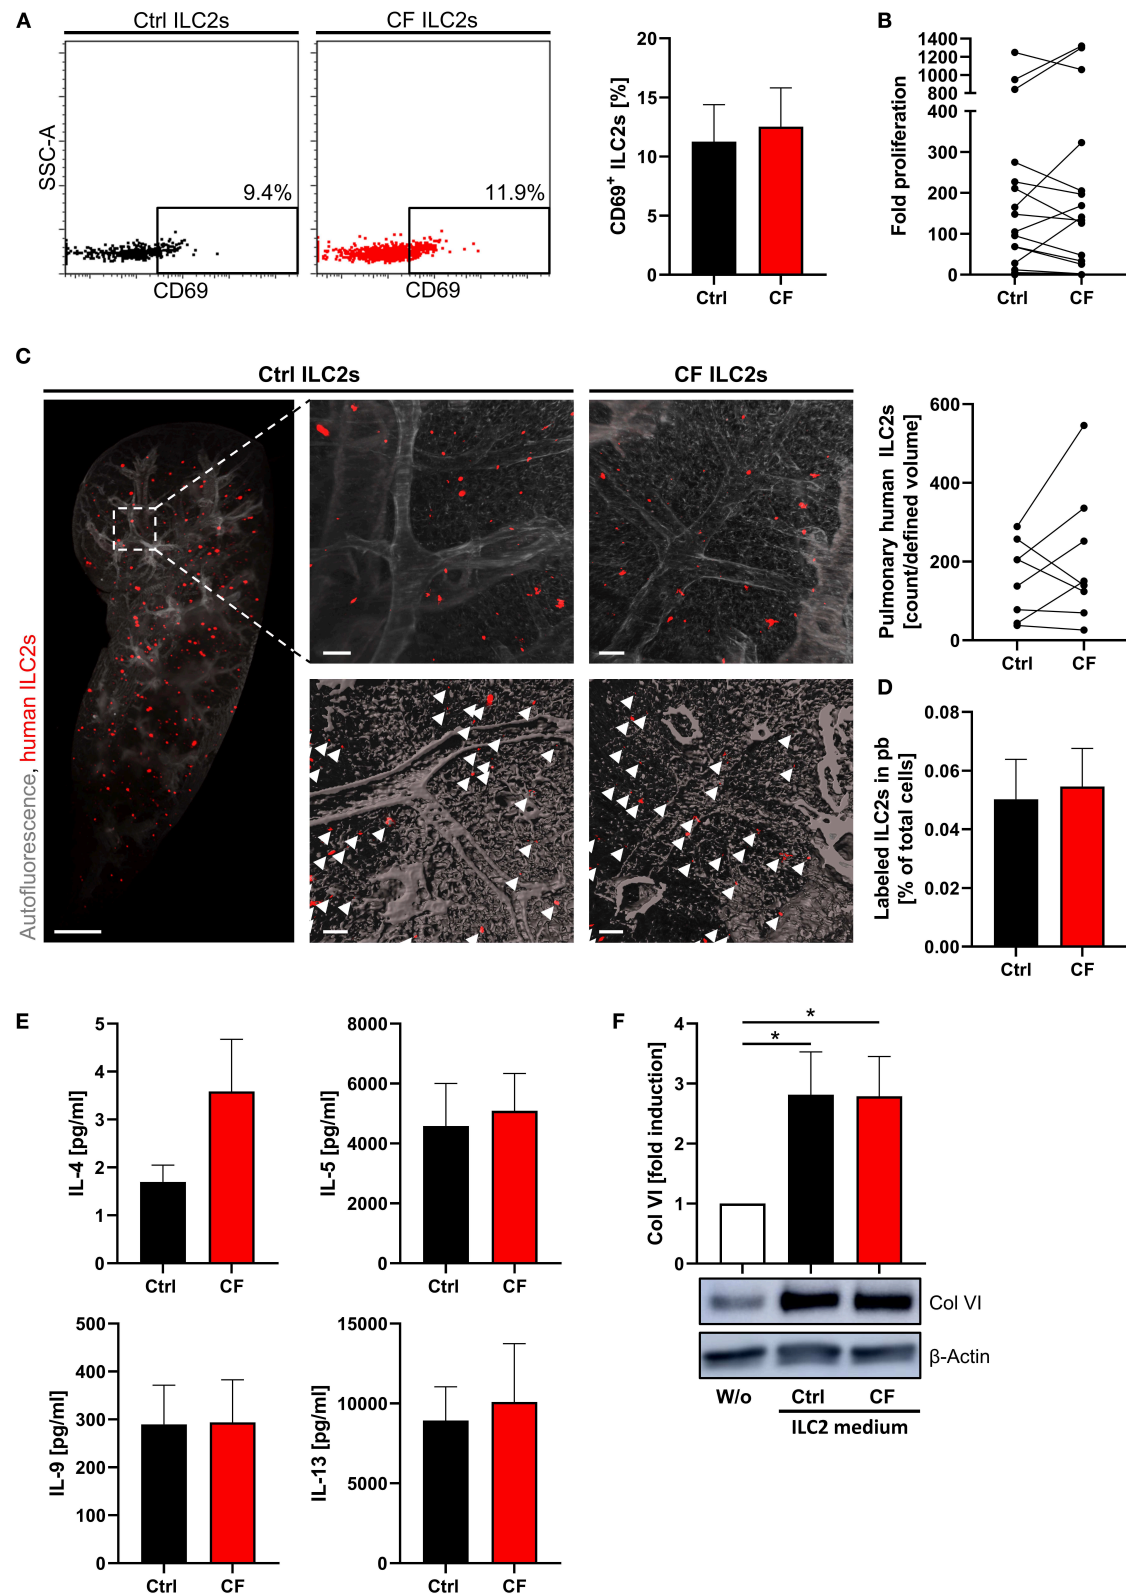 A
Ctrl ILC2s
CF ILC2s
SSC-A
9.4%
11.9%
CD69
CD69
CD69+ ILC2s [%]
20
15
10
5
0
Ctrl
CF
B
Fold proliferation
1400
1200
1000
800
400
300
200
100
0
Ctrl
CF
C
Ctrl ILC2s
CF ILC2s
Autofluorescence, human ILC2s
Pulmonary human ILC2s
[count/defined volume]
600
400
200
0
Ctrl
CF
D
Labeled ILC2s in pb
[% of total cells]
0.08
0.06
0.04
0.02
0.00
Ctrl
CF
E
IL-4 [pg/ml]
5
4
3
2
1
0
Ctrl
CF
IL-5 [pg/ml]
8000
6000
4000
2000
0
Ctrl
CF
IL-9 [pg/ml]
500
400
300
200
100
0
Ctrl
CF
IL-13 [pg/ml]
15000
10000
5000
0
Ctrl
CF
F
Col VI [fold induction]
4
3
2
1
0
*
*
Col VI
β-Actin
W/o
Ctrl
CF
ILC2 medium